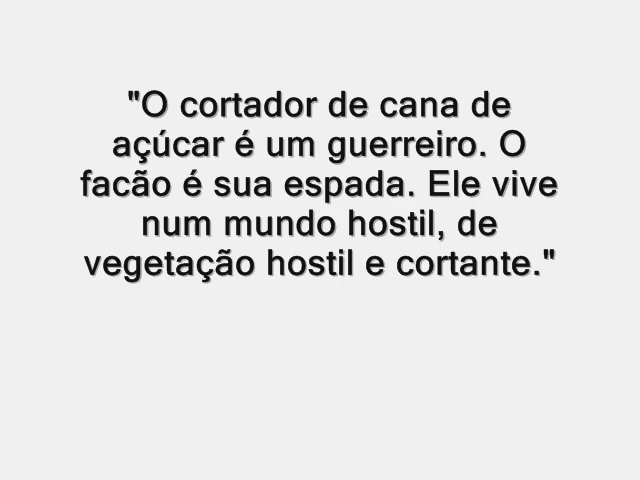 "O cortador de cana de
açúcar é um guerreiro. O
facão é sua espada. Ele vive
num mundo hostil, de
vegetação hostil e cortante."